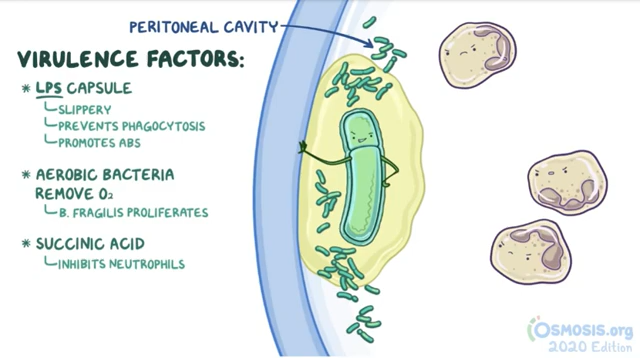 PERITONEAL CAVITY
VIRULENCE FACTORS:
* LPS CAPSULE
SLIPPERY
PREVENTS PHAGOCYTOSIS
PROMOTES ABS
* AEROBIC BACTERIA
REMOVE O₂
B. FRAGILIS PROLIFERATES
* SUCCINIC ACID
INHIBITS NEUTROPHILS
OSMOSIS.org
2020 Edition